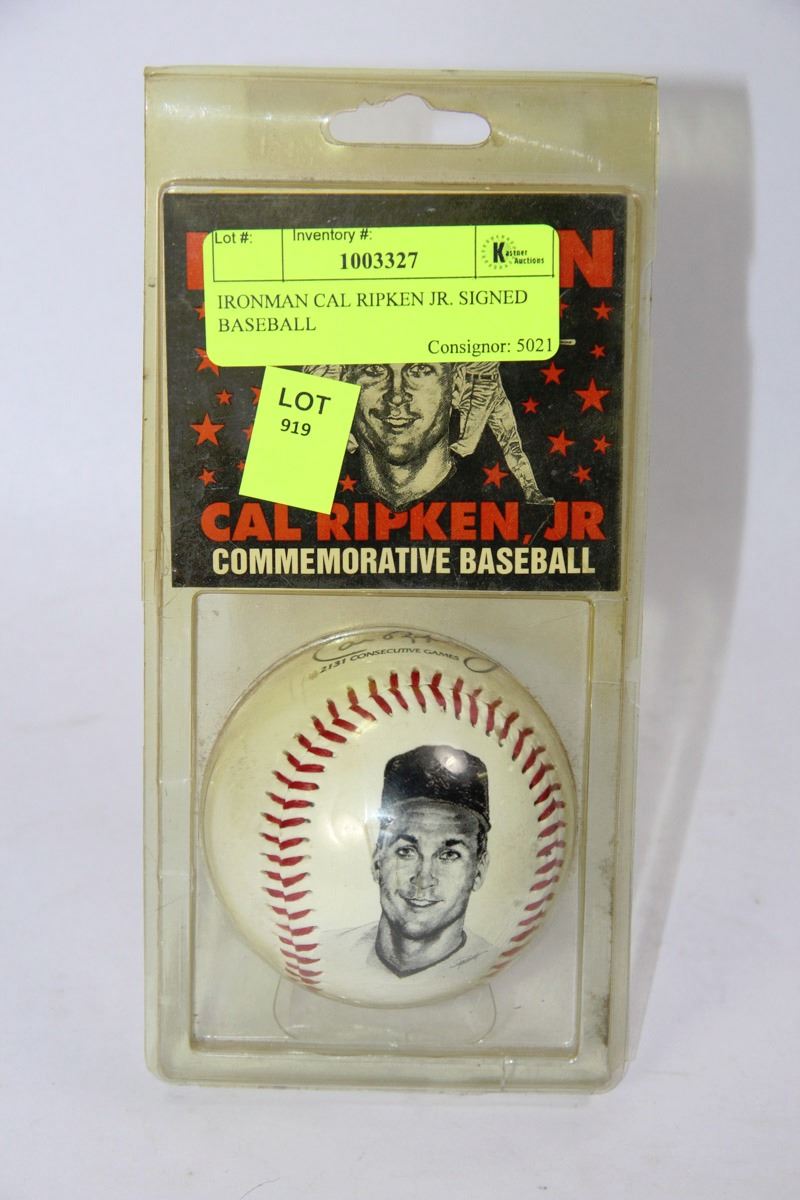 N
Lot #:
Inventory #:
1003327
Kastner Auctions
IRONMAN CAL RIPKEN JR. SIGNED
BASEBALL
Consignor: 5021
LOT
919
CAL RIPKEN, JR
COMMEMORATIVE BASEBALL
2131 CONSECUTIVE GAMES